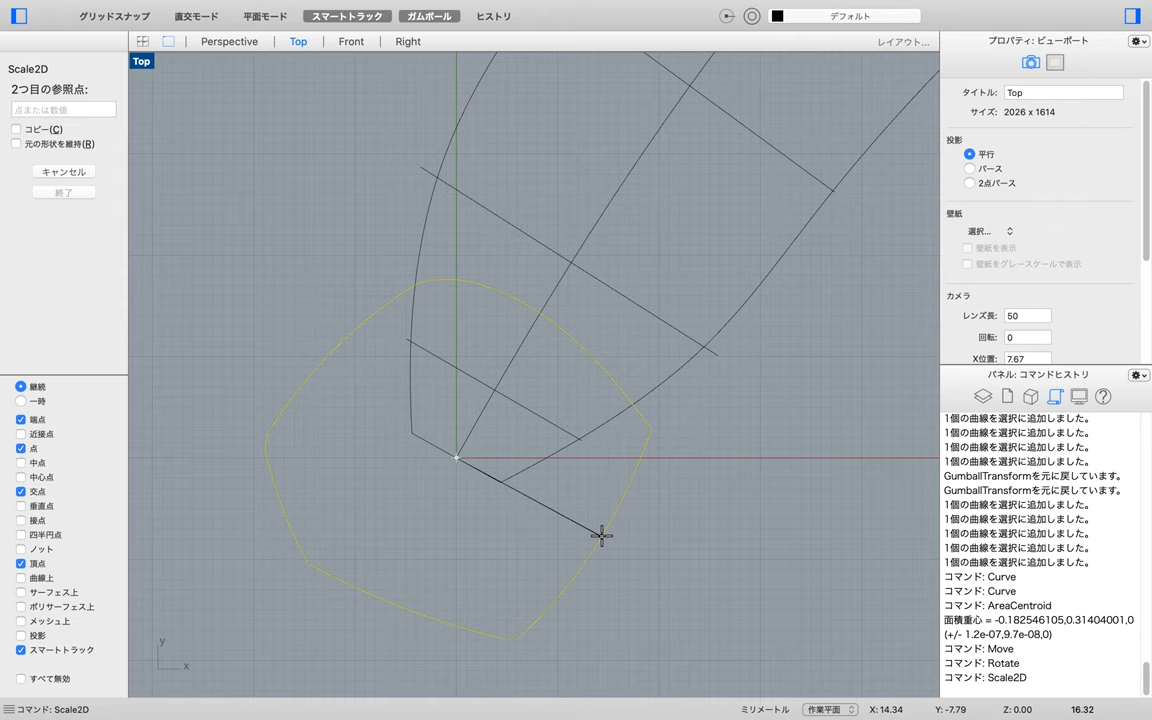 グリッドスナップ 直交モード 平面モード スマートトラック ガムボール ヒストリ デフォルト
Perspective Top Front Right レイアウト...
Top
Scale2D
2つ目の参照点:
点または数値
コピー(C)
元の形状を維持(R)
キャンセル
終了
継続
一時
端点
近接点
点
中点
中心点
交点
垂直点
接点
四半円点
ノット
頂点
曲線上
サーフェス上
ポリサーフェス上
メッシュ上
投影
スマートトラック
すべて無効
y
x
プロパティ: ビューポート
タイトル: Top
サイズ: 2026 x 1614
投影
平行
パース
2点パース
壁紙
選択...
壁紙を表示
壁紙をグレースケールで表示
カメラ
レンズ長: 50
回転: 0
X位置: 7.67
パネル: コマンドヒストリ
1個の曲線を選択に追加しました。
1個の曲線を選択に追加しました。
1個の曲線を選択に追加しました。
1個の曲線を選択に追加しました。
GumballTransformを元に戻しています。
GumballTransformを元に戻しています。
1個の曲線を選択に追加しました。
1個の曲線を選択に追加しました。
1個の曲線を選択に追加しました。
1個の曲線を選択に追加しました。
1個の曲線を選択に追加しました。
コマンド: Curve
コマンド: Curve
コマンド: AreaCentroid
面積重心 = -0.182546105,0.31404001,0
(+/- 1.2e-07,9.7e-08,0)
コマンド: Move
コマンド: Rotate
コマンド: Scale2D
コマンド: Scale2D ミリメートル 作業平面 X: 14.34 Y: -7.79 Z: 0.00 16.32